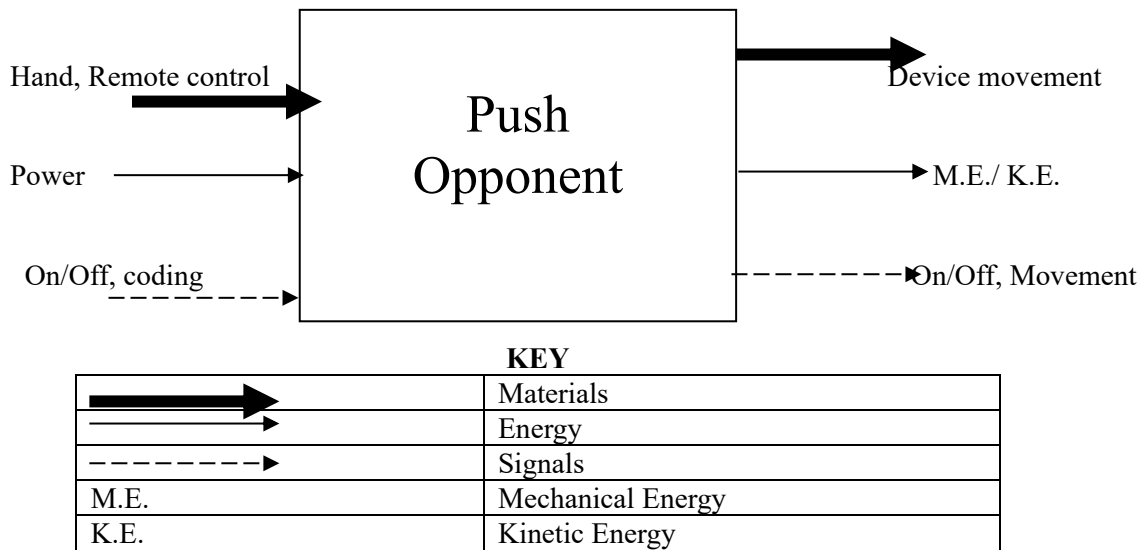 Hand, Remote control
Power
On/Off, coding
Push
Opponent
Device movement
M.E./ K.E.
On/Off, Movement
KEY
Materials
Energy
Signals
M.E. Mechanical Energy
K.E. Kinetic Energy